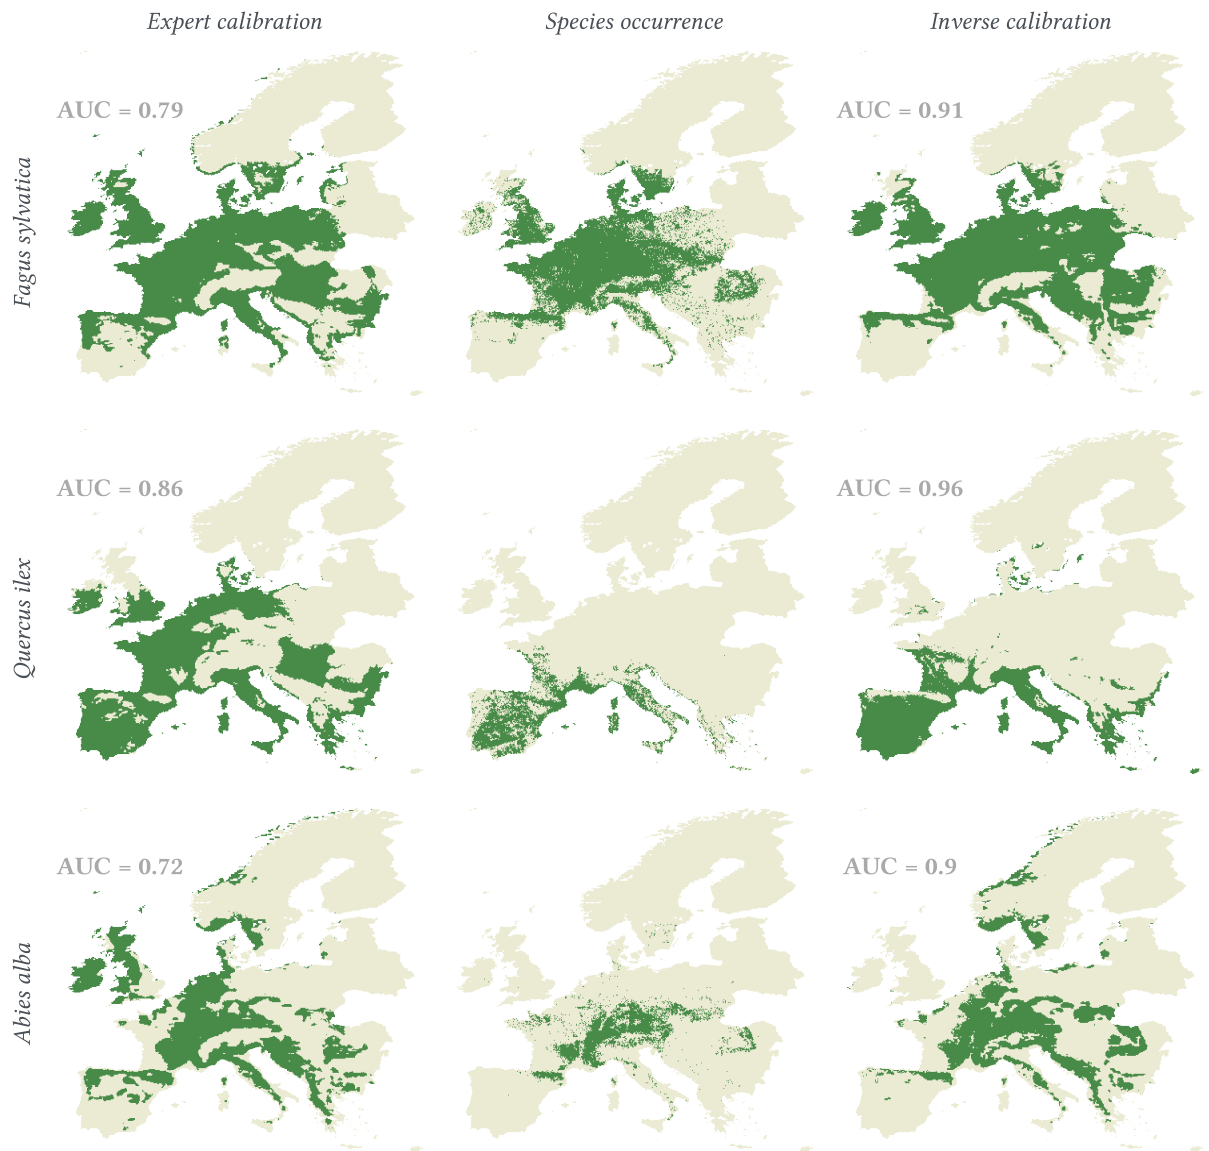 Expert calibration
Species occurrence
Inverse calibration
Fagus sylvatica
AUC = 0.79
AUC = 0.91
Quercus ilex
AUC = 0.86
AUC = 0.96
Abies alba
AUC = 0.72
AUC = 0.9